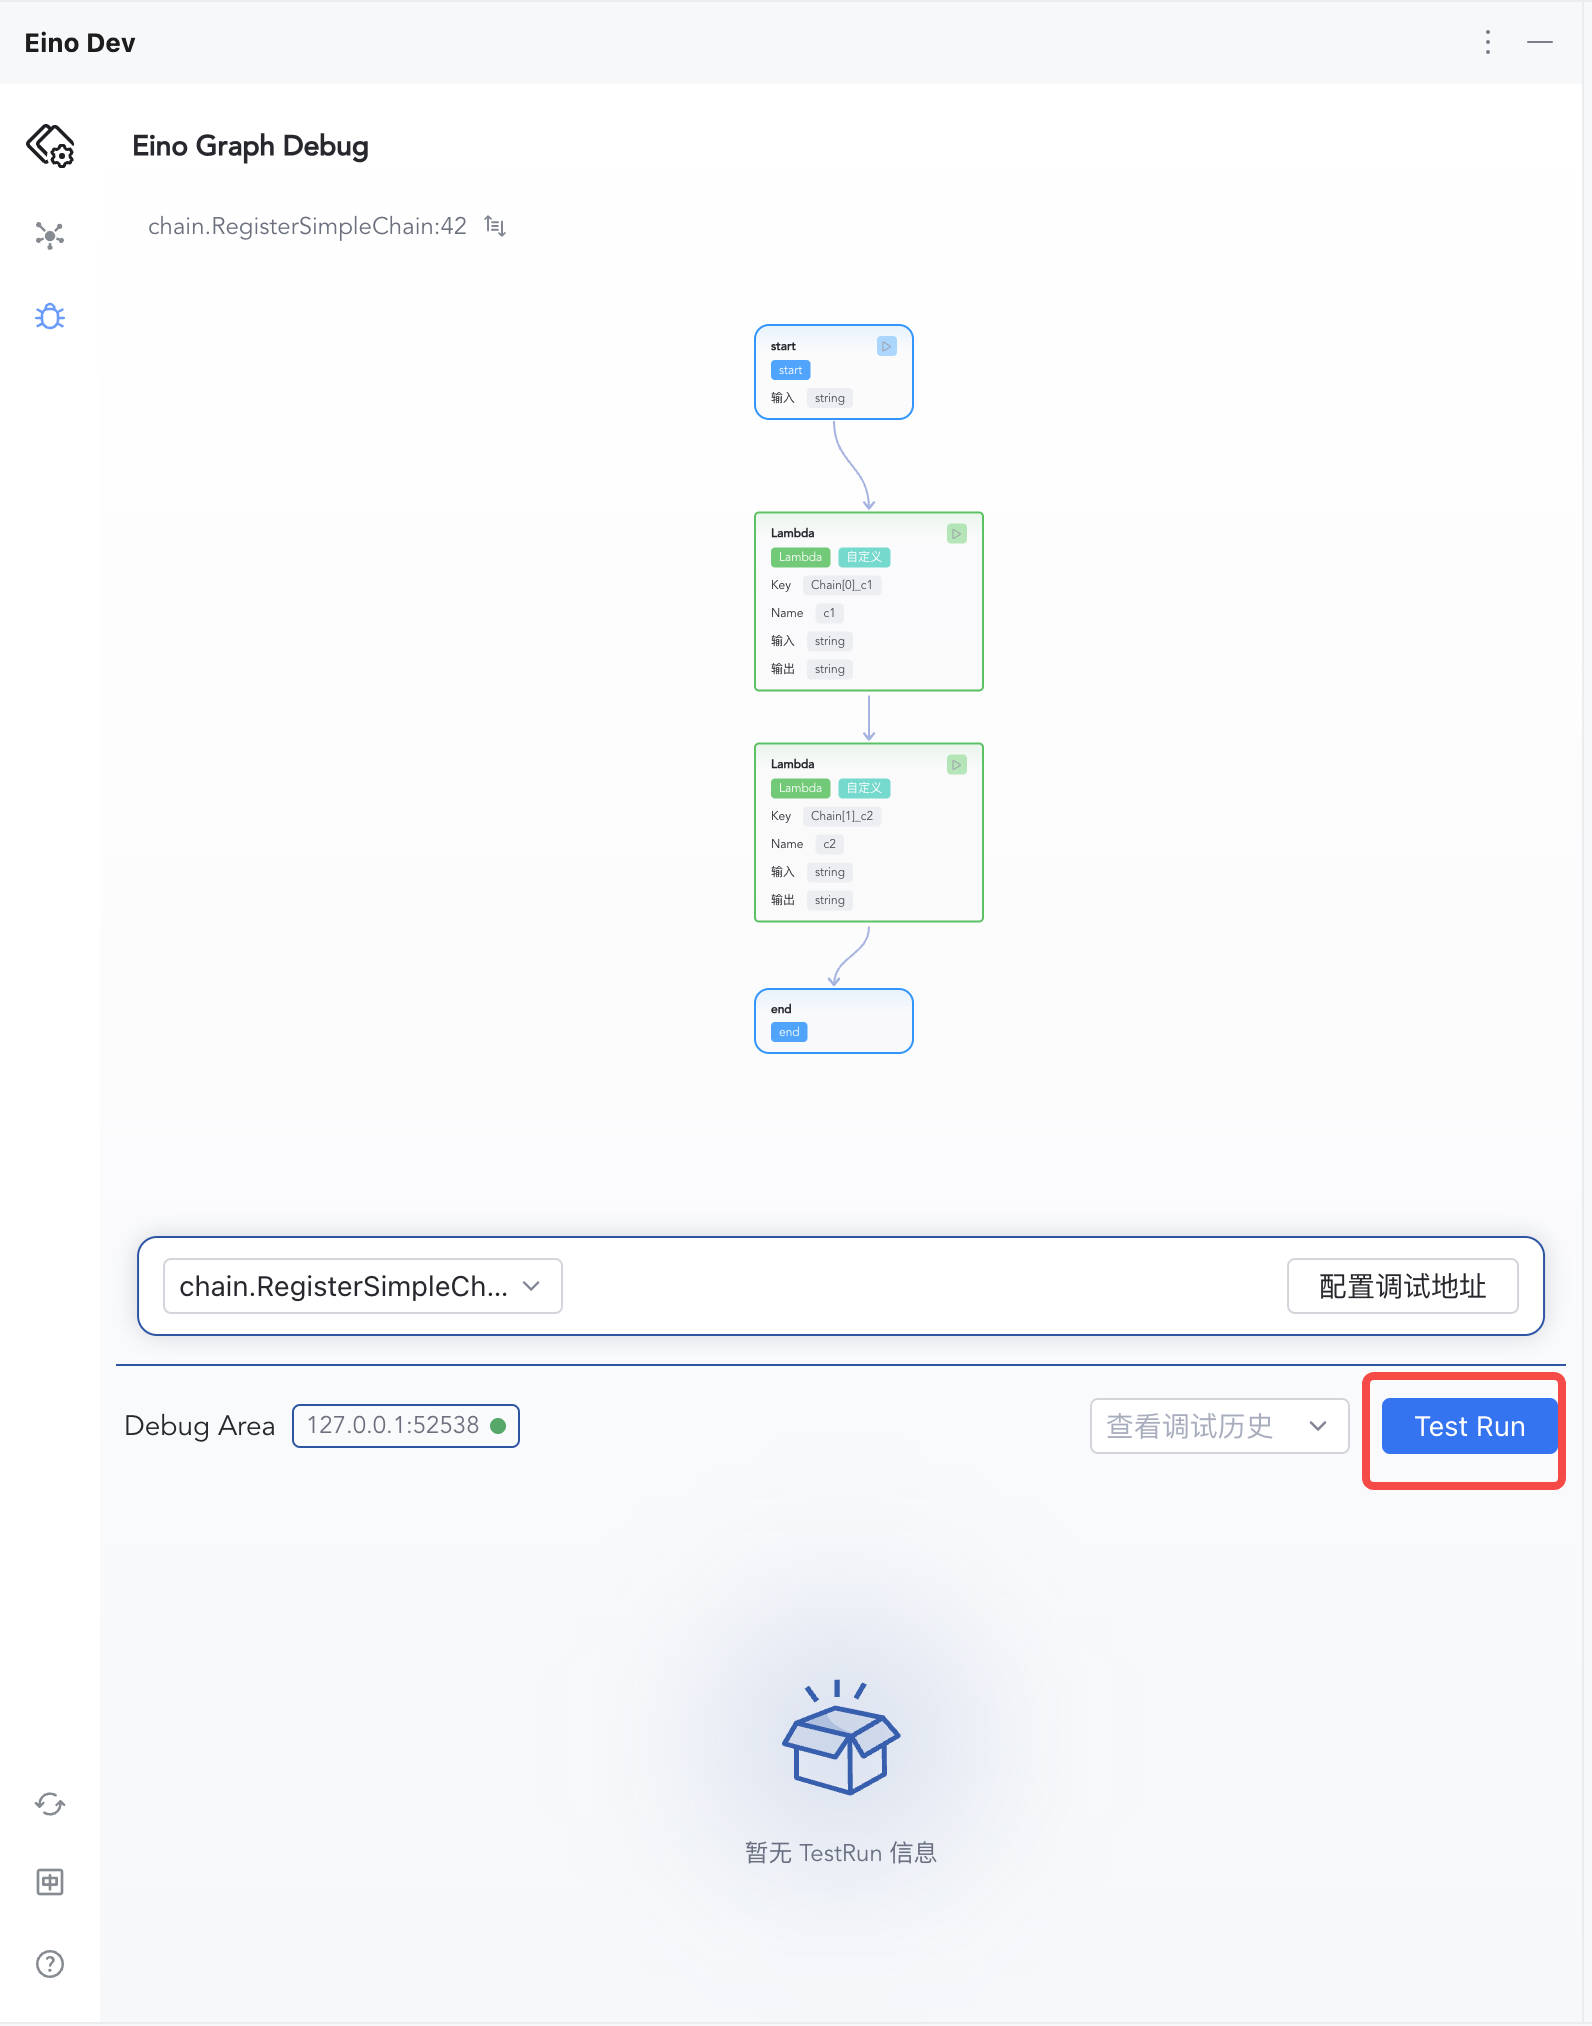 Eino Dev
Eino Graph Debug
chain.RegisterSimpleChain:42
start
start
输入 string
Lambda
Lambda 自定义
Key Chain[0]_c1
Name c1
输入 string
输出 string
Lambda
Lambda 自定义
Key Chain[1]_c2
Name c2
输入 string
输出 string
end
end
chain.RegisterSimpleCh... 配置调试地址
Debug Area 127.0.0.1:52538 查看调试历史 Test Run
暂无 TestRun 信息
中
?